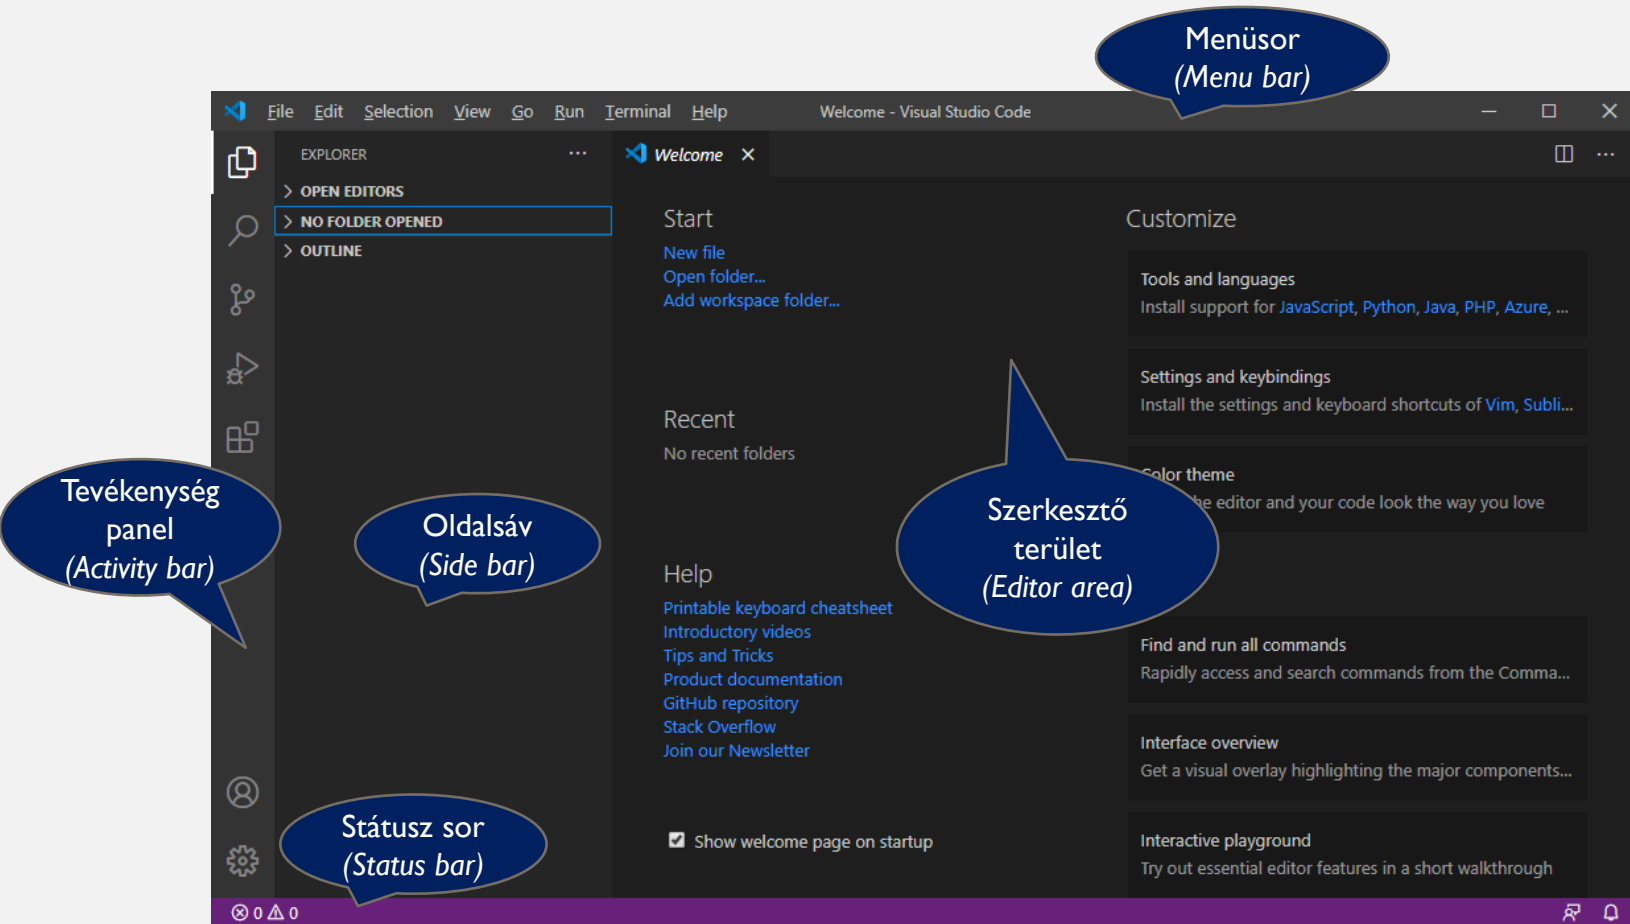 Menüsor
(Menu bar)
File Edit Selection View Go Run Terminal Help Welcome - Visual Studio Code
EXPLORER
OPEN EDITORS
NO FOLDER OPENED
OUTLINE
Welcome
Start
New file
Open folder...
Add workspace folder...
Recent
No recent folders
Help
Printable keyboard cheatsheet
Introductory videos
Tips and Tricks
Product documentation
GitHub repository
Stack Overflow
Join our Newsletter
Show welcome page on startup
Customize
Tools and languages
Install support for JavaScript, Python, Java, PHP, Azure, ...
Settings and keybindings
Install the settings and keyboard shortcuts of Vim, Subli...
Color theme
editor and your code look the way you love
Find and run all commands
Rapidly access and search commands from the Comma...
Interface overview
Get a visual overlay highlighting the major components...
Interactive playground
Try out essential editor features in a short walkthrough
Tevékenység
panel
(Activity bar)
Oldalsáv
(Side bar)
Szerkesztő
terület
(Editor area)
Státusz sor
(Status bar)
0 0